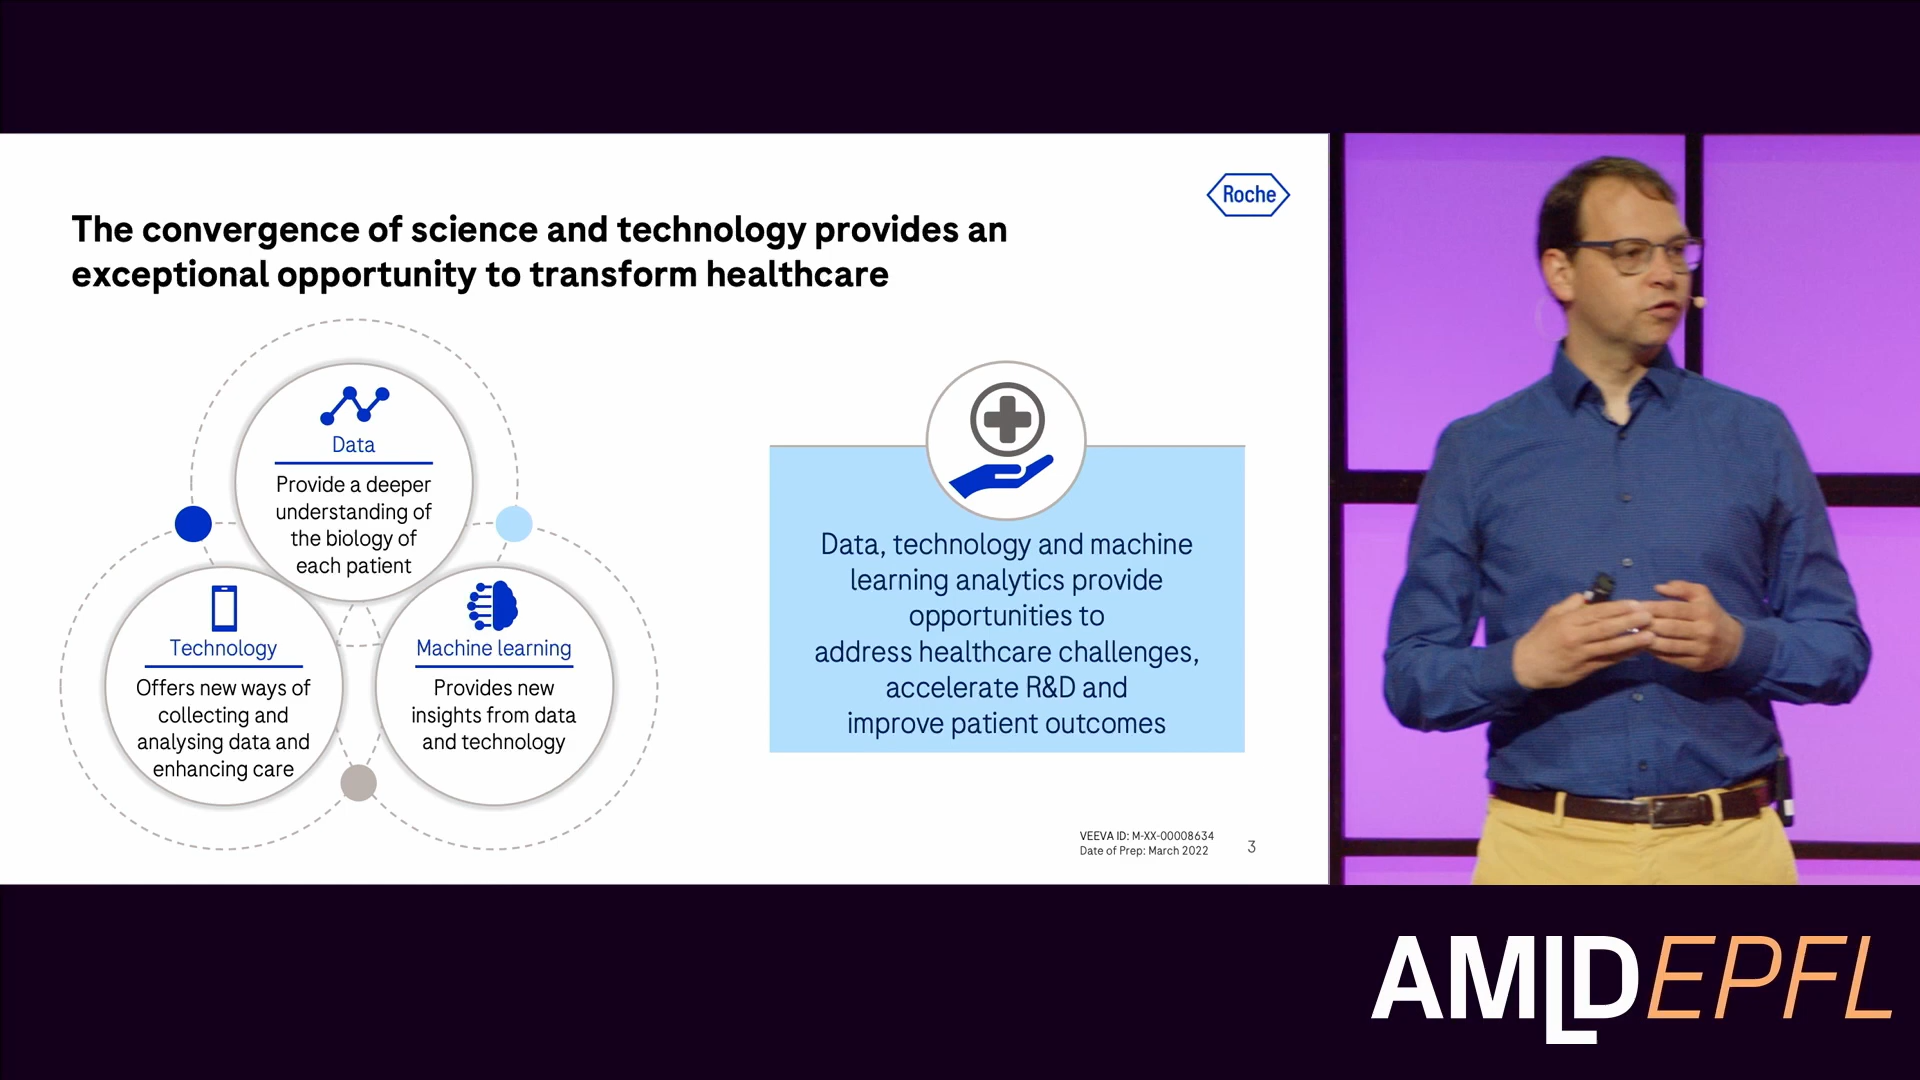 Roche
The convergence of science and technology provides an
exceptional opportunity to transform healthcare
Data
Provide a deeper
understanding of
the biology of
each patient
Technology
Offers new ways of
collecting and
analysing data and
enhancing care
Machine learning
Provides new
insights from data
and technology
Data, technology and machine
learning analytics provide
opportunities to
address healthcare challenges,
accelerate R&D and
improve patient outcomes
VEEVA ID: M-XX-00008634
Date of Prep: March 2022
3
AMLDEPFL